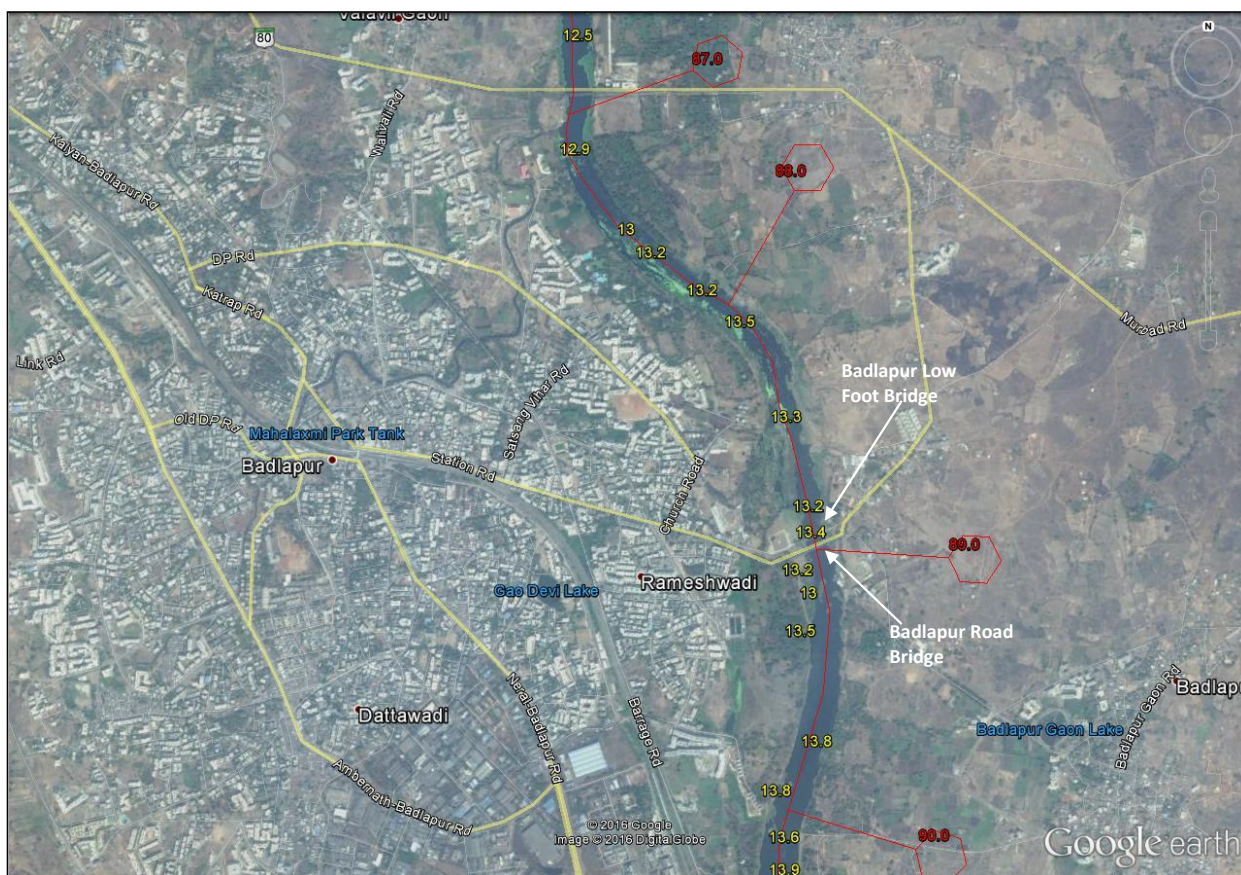 Valavli Gaon
12.5
80
87.0
N
Walivali Rd
Kalyan-Badlapur Rd
12.9
88.0
13
DP Rd
13.2
Katrap Rd
13.2
13.5
Murbad Rd
Link Rd
Satsang Vihar Rd
Badlapur Low
Foot Bridge
13.3
Old DP Rd
Mahalaxmi Park Tank
Badlapur
Station Rd
Church Road
13.2
13.4
89.0
13.2
Rameshwadi
Gao Devi Lake
13
13.5
Badlapur Road
Bridge
Neral-Badlapur Rd
Barrage Rd
Badlapur Gaon Rd
Badlapu
Dattawadi
Badlapur Gaon Lake
13.8
Ambernath-Badlapur Rd
13.8
© 2016 Google
Image © 2016 DigitalGlobe
13.6
90.0
Google earth
13.9